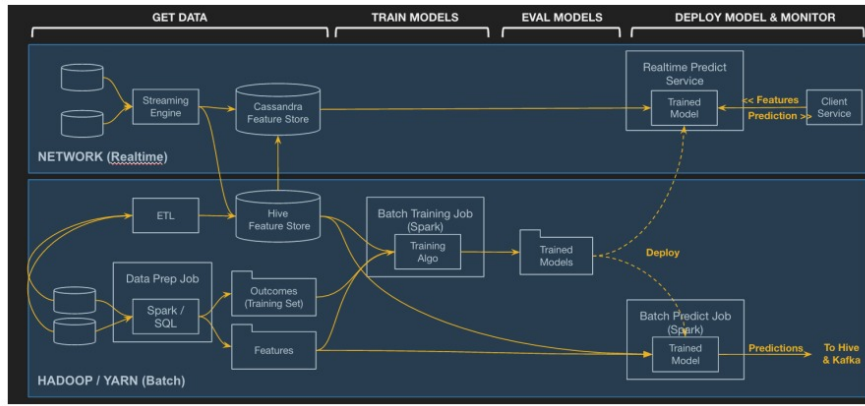 GET DATA
TRAIN MODELS
EVAL MODELS
DEPLOY MODEL & MONITOR
Streaming
Engine
Cassandra
Feature Store
Realtime Predict
Service
Trained
Model
<< Features
Prediction >>
Client
Service
NETWORK (Realtime)
ETL
Hive
Feature Store
Batch Training Job
(Spark)
Training
Algo
Trained
Models
Deploy
Data Prep Job
Spark /
SQL
Outcomes
(Training Set)
Features
Batch Predict Job
(Spark)
Trained
Model
Predictions
To Hive
& Kafka
HADOOP / YARN (Batch)